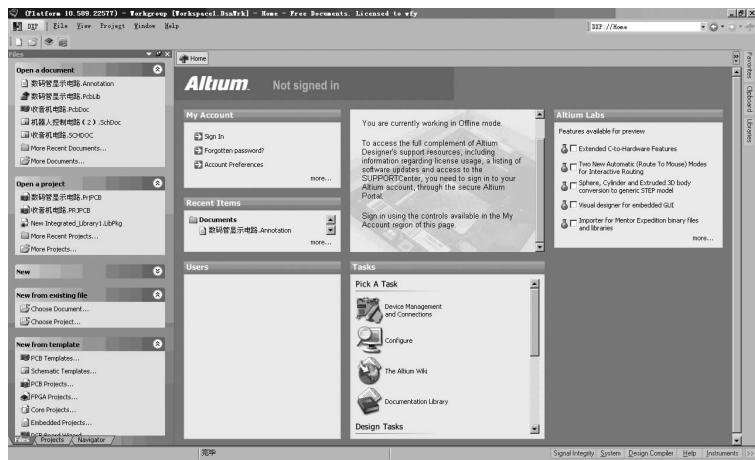 (Platform 10.589.22577) - Workgroup [Workspace1.DsnWrk] - Home - Free Documents. Licensed to wfy
DXP File View Project Window Help
DXP://Home
Files
Home
Open a document
数码管显示电路.Annotation
数码管显示电路.PcbLib
收音机电路.PcbDoc
机器人控制电路(2).SchDoc
收音机电路.SCHDOC
More Recent Documents...
More Documents...
Open a project
数码管显示电路.PrjPCB
收音机电路.PRJPCB
New Integrated_Library1.LibPkg
More Recent Projects...
More Projects...
New
New from existing file
Choose Document...
Choose Project...
New from template
PCB Templates...
Schematic Templates...
PCB Projects...
FPGA Projects...
Core Projects...
Embedded Projects...
PCB Board Wizard...
Files Projects Navigator
Altium. Not signed in
My Account
Sign In
Forgotten password?
Account Preferences
more...
Recent Items
Documents
数码管显示电路.Annotation
more...
You are currently working in Offline mode.
To access the full complement of Altium
Designer's support resources, including
information regarding license usage, a listing of
software updates and access to the
SUPPORTCenter, you need to sign in to your
Altium account, through the secure Altium
Portal.
Sign in using the controls available in the My
Account region of this page.
Altium Labs
Features available for preview
Extended C-to-Hardware Features
Two New Automatic (Route To Mouse) Modes
for Interactive Routing
Sphere, Cylinder and Extruded 3D body
conversion to generic STEP model
Visual designer for embedded GUI
Importer for Mentor Expedition binary files
and libraries
more...
Users
Tasks
Pick A Task
Device Management
and Connections
Configure
The Altium Wiki
Documentation Library
Design Tasks
Favorites
Clipboard
Libraries
完毕
Signal Integrity System Design Compiler Help Instruments >>